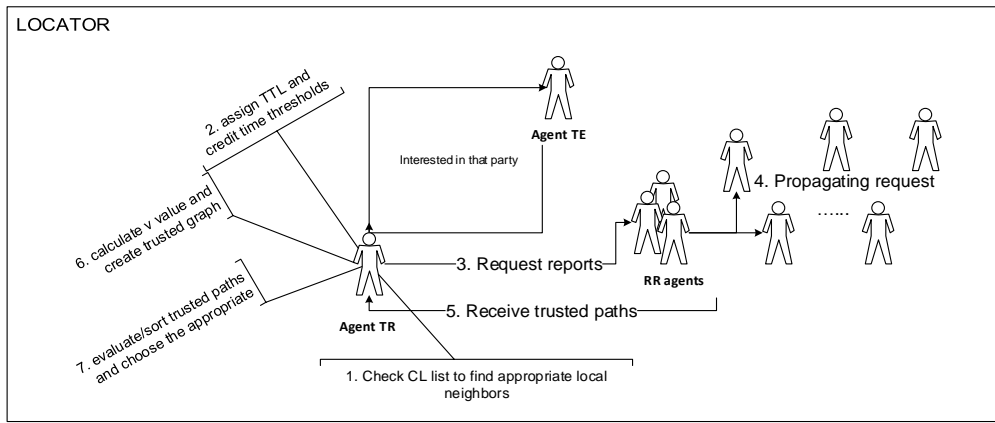 LOCATOR
2. assign TTL and
credit time thresholds
Agent TE
Interested in that party
4. Propagating request
......
6. calculate v value and
create trusted graph
3. Request reports
RR agents
5. Receive trusted paths
Agent TR
7. evaluate/sort trusted paths
and choose the appropriate
1. Check CL list to find appropriate local
neighbors